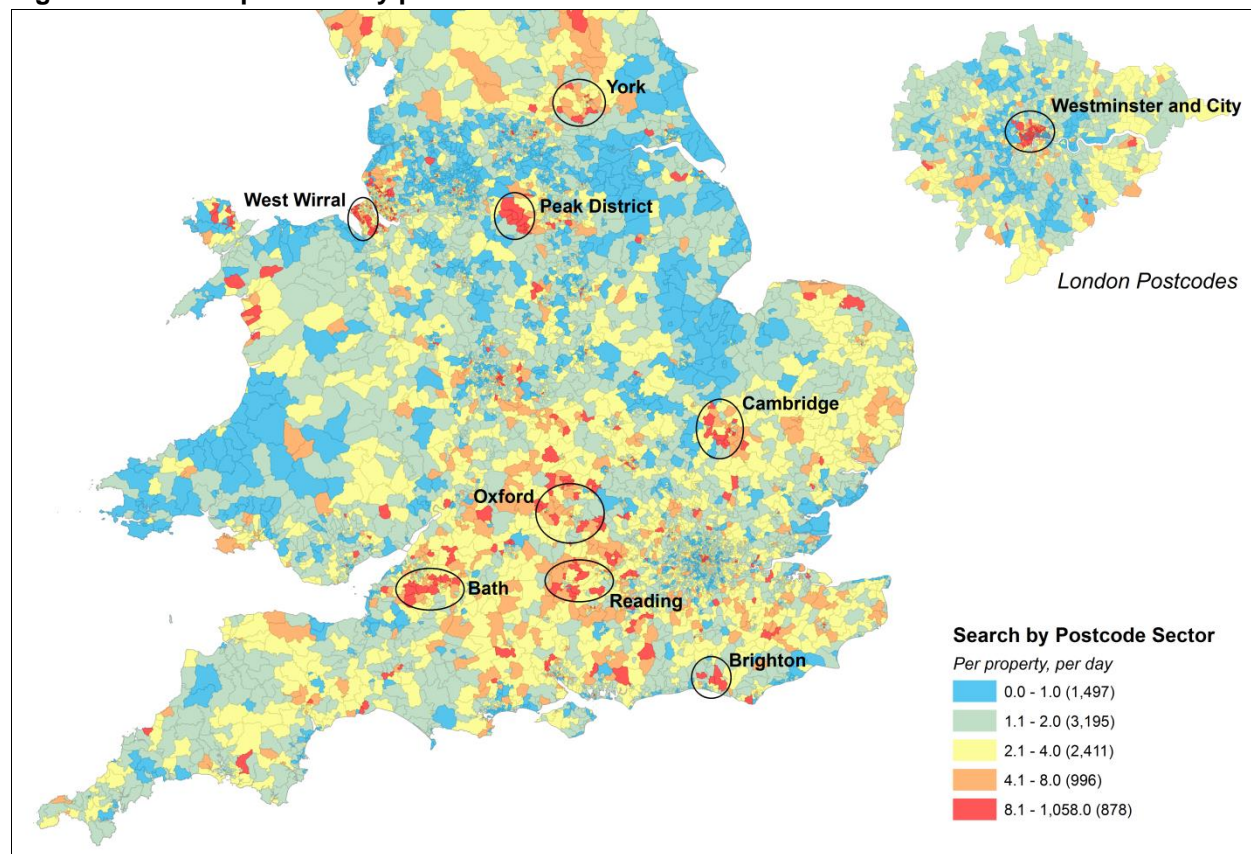 York
Westminster and City
West Wirral
Peak District
London Postcodes
Cambridge
Oxford
Bath
Reading
Brighton
Search by Postcode Sector
Per property, per day
0.0 - 1.0 (1,497)
1.1 - 2.0 (3,195)
2.1 - 4.0 (2,411)
4.1 - 8.0 (996)
8.1 - 1,058.0 (878)